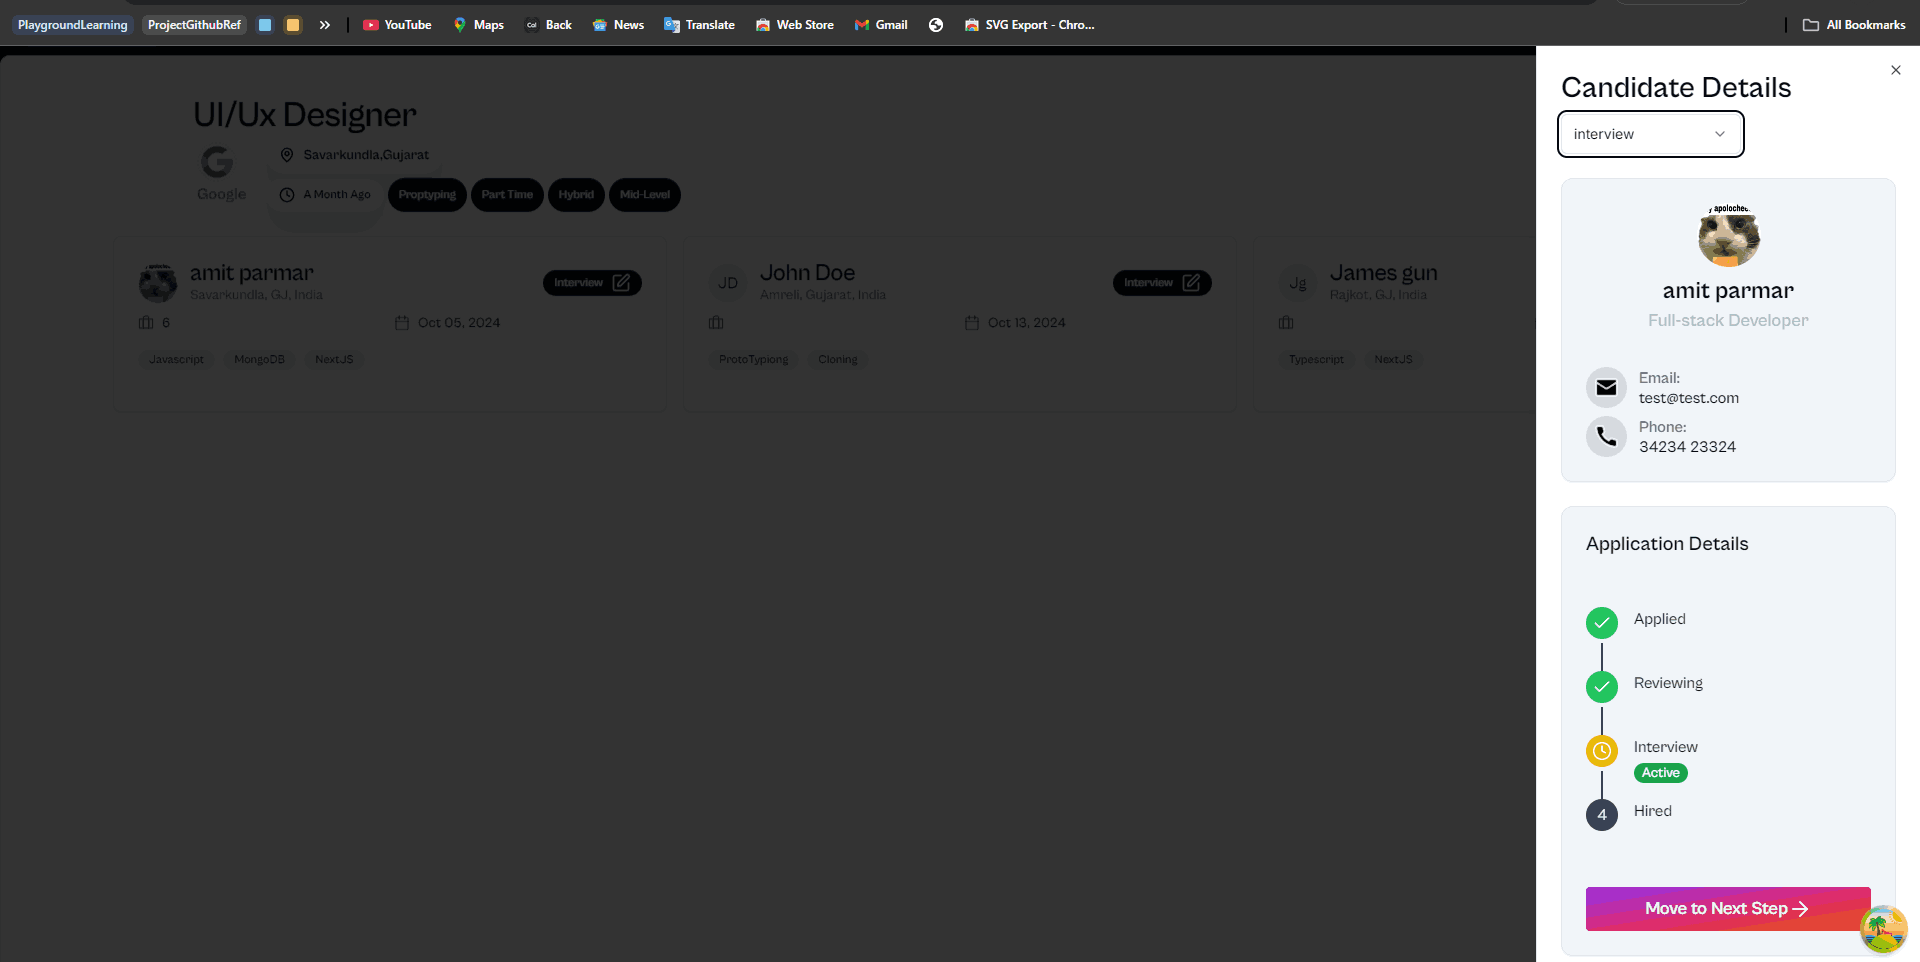 PlaygroundLearning ProjectGithubRef YouTube Maps Back News Translate Web Store Gmail SVG Export - Chro... All Bookmarks
UI/Ux Designer
Google
Savarkundla,Gujarat
A Month Ago Proptyping Part Time Hybrid Mid-Level
amit parmar
Savarkundla, GJ, India
Interview
6 Oct 05, 2024
Javascript MongoDB NextJS
JD
John Doe
Amreli, Gujarat, India
Interview
Oct 13, 2024
ProtoTypiong Cloning
Jg
James gun
Rajkot, GJ, India
Typescript NextJS
Candidate Details
interview
amit parmar
Full-stack Developer
Email:
test@test.com
Phone:
34234 23324
Application Details
Applied
Reviewing
Interview
Active
4 Hired
Move to Next Step